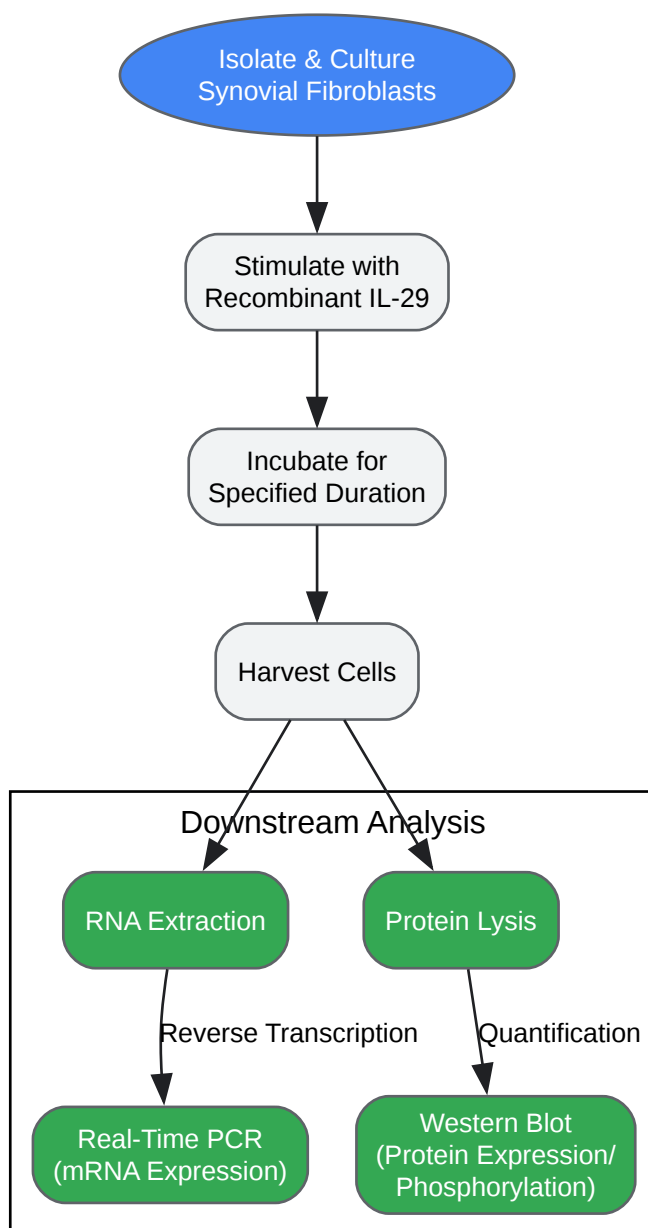 Isolate & Culture
Synovial Fibroblasts
Stimulate with
Recombinant IL-29
Incubate for
Specified Duration
Harvest Cells
Downstream Analysis
RNA Extraction
Protein Lysis
Reverse Transcription
Quantification
Real-Time PCR
(mRNA Expression)
Western Blot
(Protein Expression/
Phosphorylation)